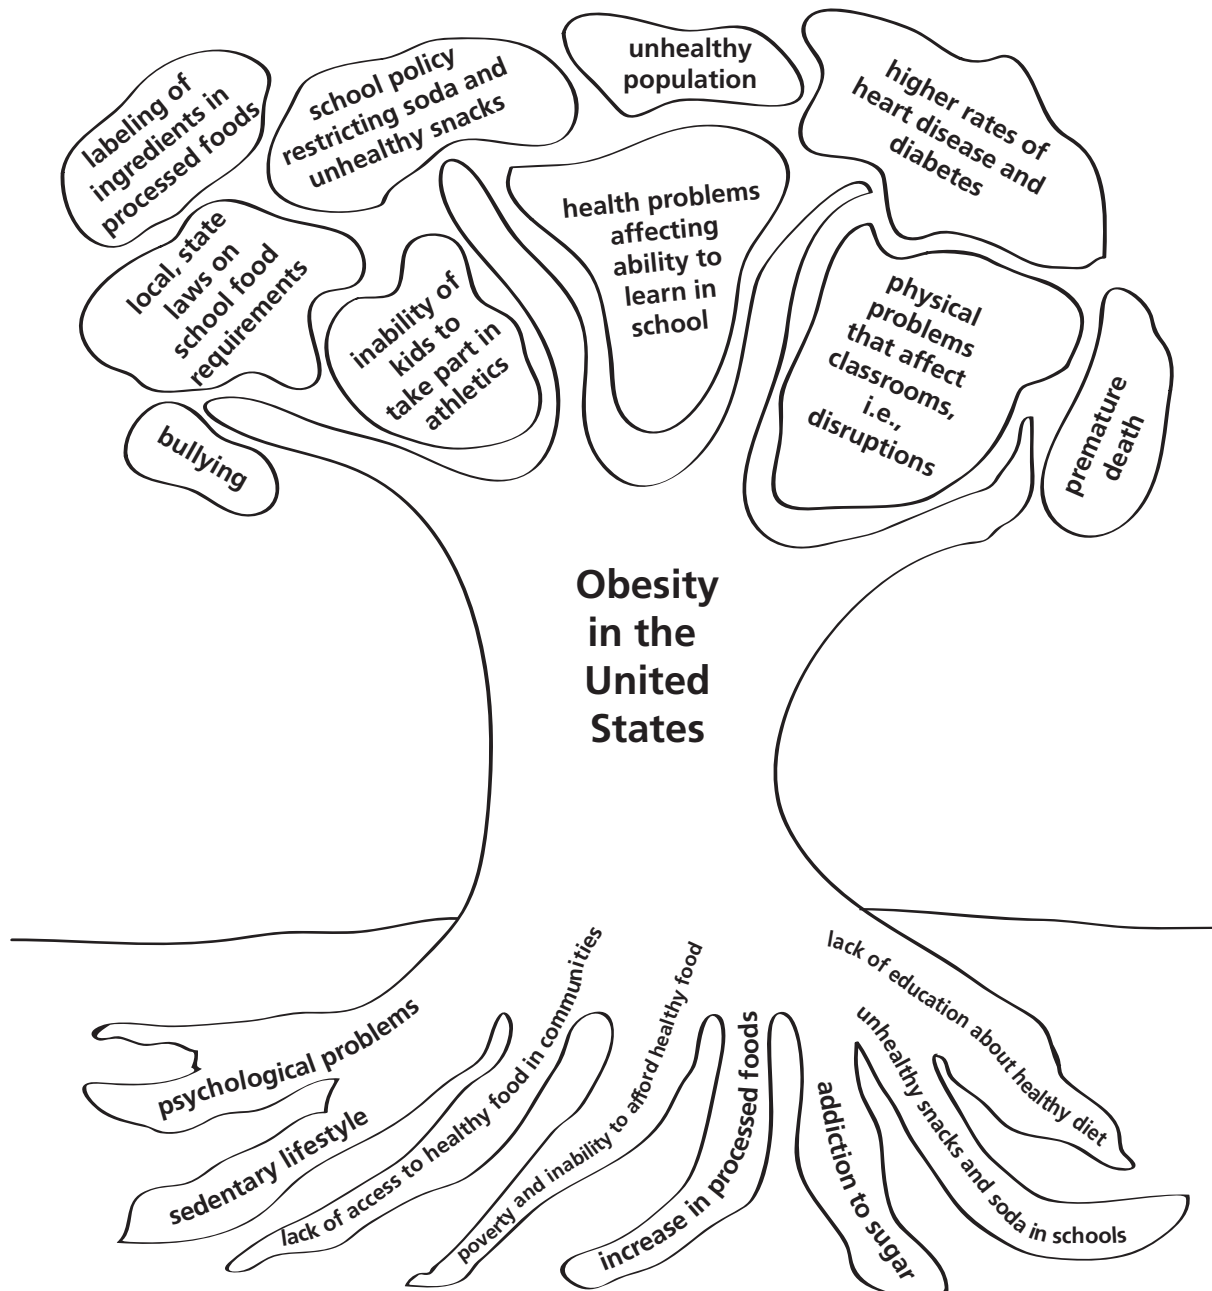 labeling of
ingredients in
processed foods
school policy
restricting soda and
unhealthy snacks
unhealthy
population
higher rates of
heart disease and
diabetes
local, state
laws on
school food
requirements
inability of
kids to
take part in
athletics
health problems
affecting
ability to
learn in
school
physical
problems
that affect
classrooms,
i.e.,
disruptions
premature
death
bullying
Obesity
in the
United
States
psychological problems
sedentary lifestyle
lack of access to healthy food in communities
poverty and inability to afford healthy food
increase in processed foods
addiction to sugar
unhealthy snacks and soda in schools
lack of education about healthy diet